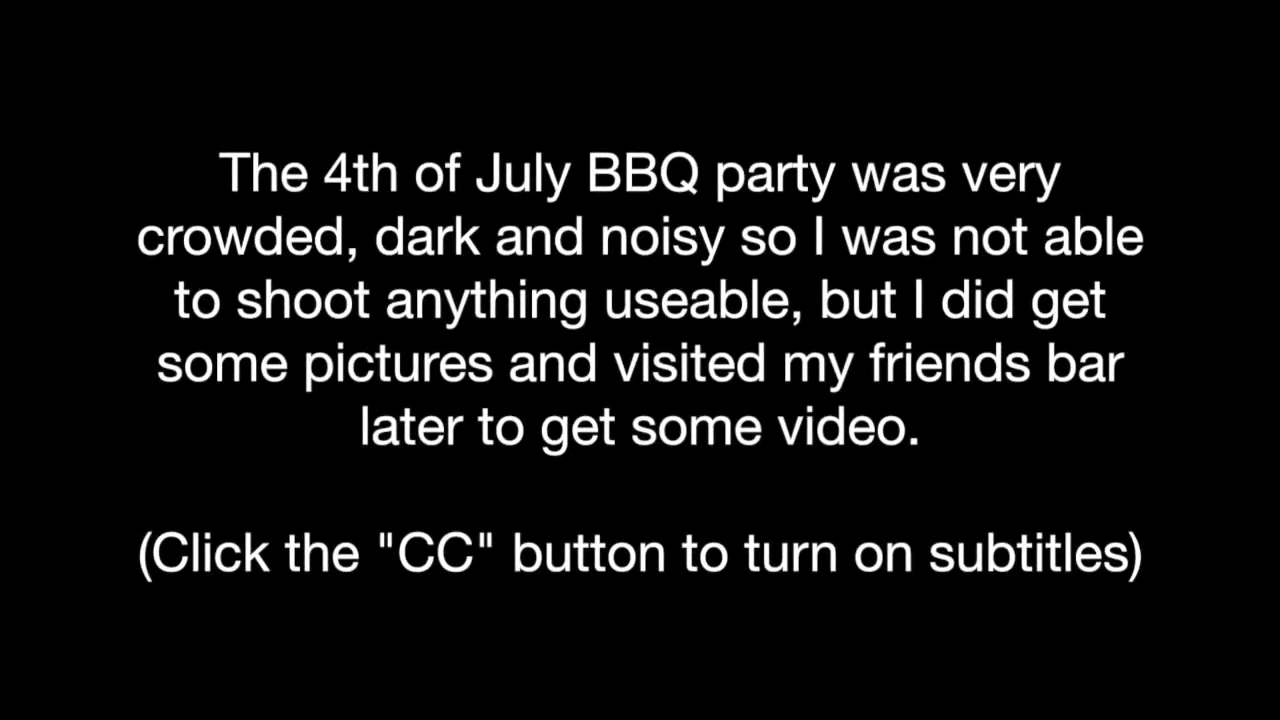 The 4th of July BBQ party was very
crowded, dark and noisy so I was not able
to shoot anything useable, but I did get
some pictures and visited my friends bar
later to get some video.
(Click the "CC" button to turn on subtitles)